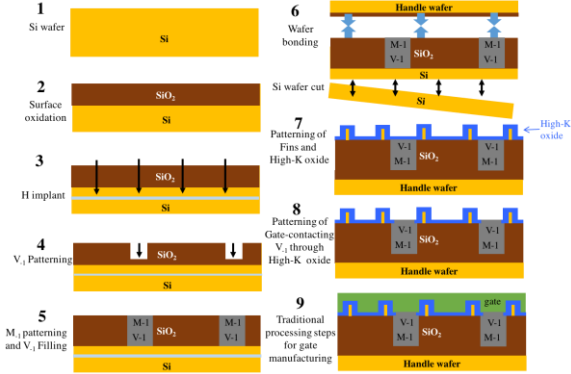 1
Si wafer
Si
2
Surface
oxidation
SiO2
Si
3
H implant
SiO2
Si
4
V-1 Patterning
SiO2
Si
5
M-1 patterning
and V-1 Filling
M-1
V-1
SiO2
M-1
V-1
Si
6
Wafer
bonding
Handle wafer
M-1
V-1
SiO2
M-1
V-1
Si
Si wafer cut
Si
7
Patterning of
Fins and
High-K oxide
High-K
oxide
V-1
M-1
SiO2
V-1
M-1
Handle wafer
8
Patterning of
Gate-contacting
V-1 through
High-K oxide
V-1
M-1
SiO2
V-1
M-1
Handle wafer
9
Traditional
processing steps
for gate
manufacturing
gate
V-1
M-1
SiO2
V-1
M-1
Handle wafer